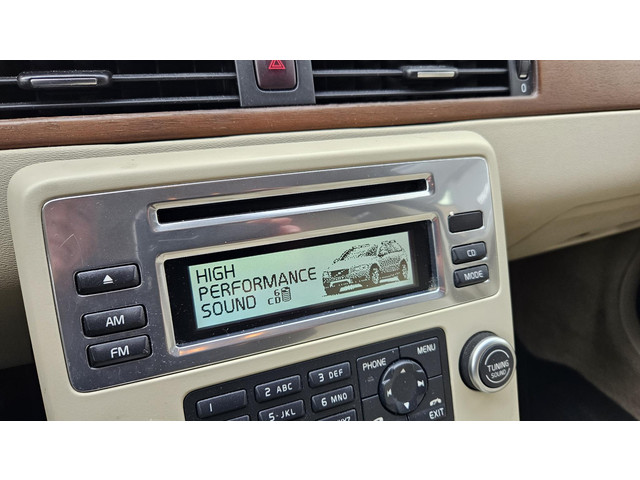 0
HIGH
PERFORMANCE
SOUND 6 CD
CD
MODE
AM
FM
PHONE
MENU
1
2 ABC
3 DEF
5 JKL
6 MNO
EXIT
TUNING
SOUND